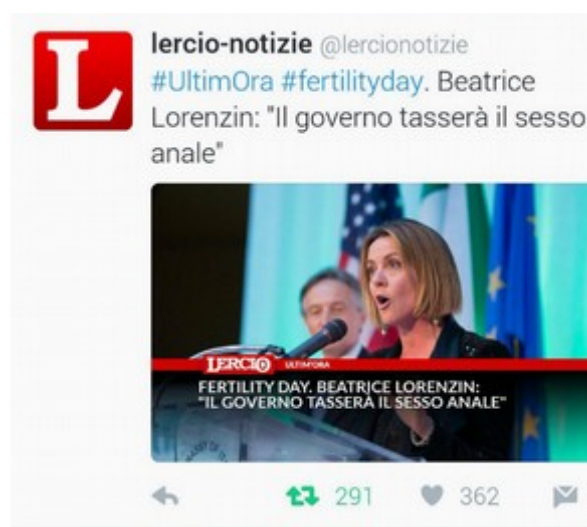 L
lercio-notizie @lercionotizie
#UltimOra #fertilityday. Beatrice
Lorenzin: "Il governo tasserà il sesso
anale"
LERCIO ULTIM'ORA
FERTILITY DAY. BEATRICE LORENZIN:
"IL GOVERNO TASSERÀ IL SESSO ANALE"
291 362